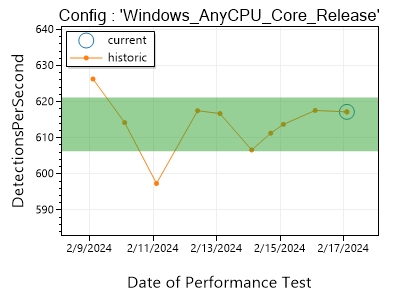 Config : 'Windows_AnyCPU_Core_Release'
current
historic
DetectionsPerSecond
640
630
620
610
600
590
2/9/2024
2/11/2024
2/13/2024
2/15/2024
2/17/2024
Date of Performance Test